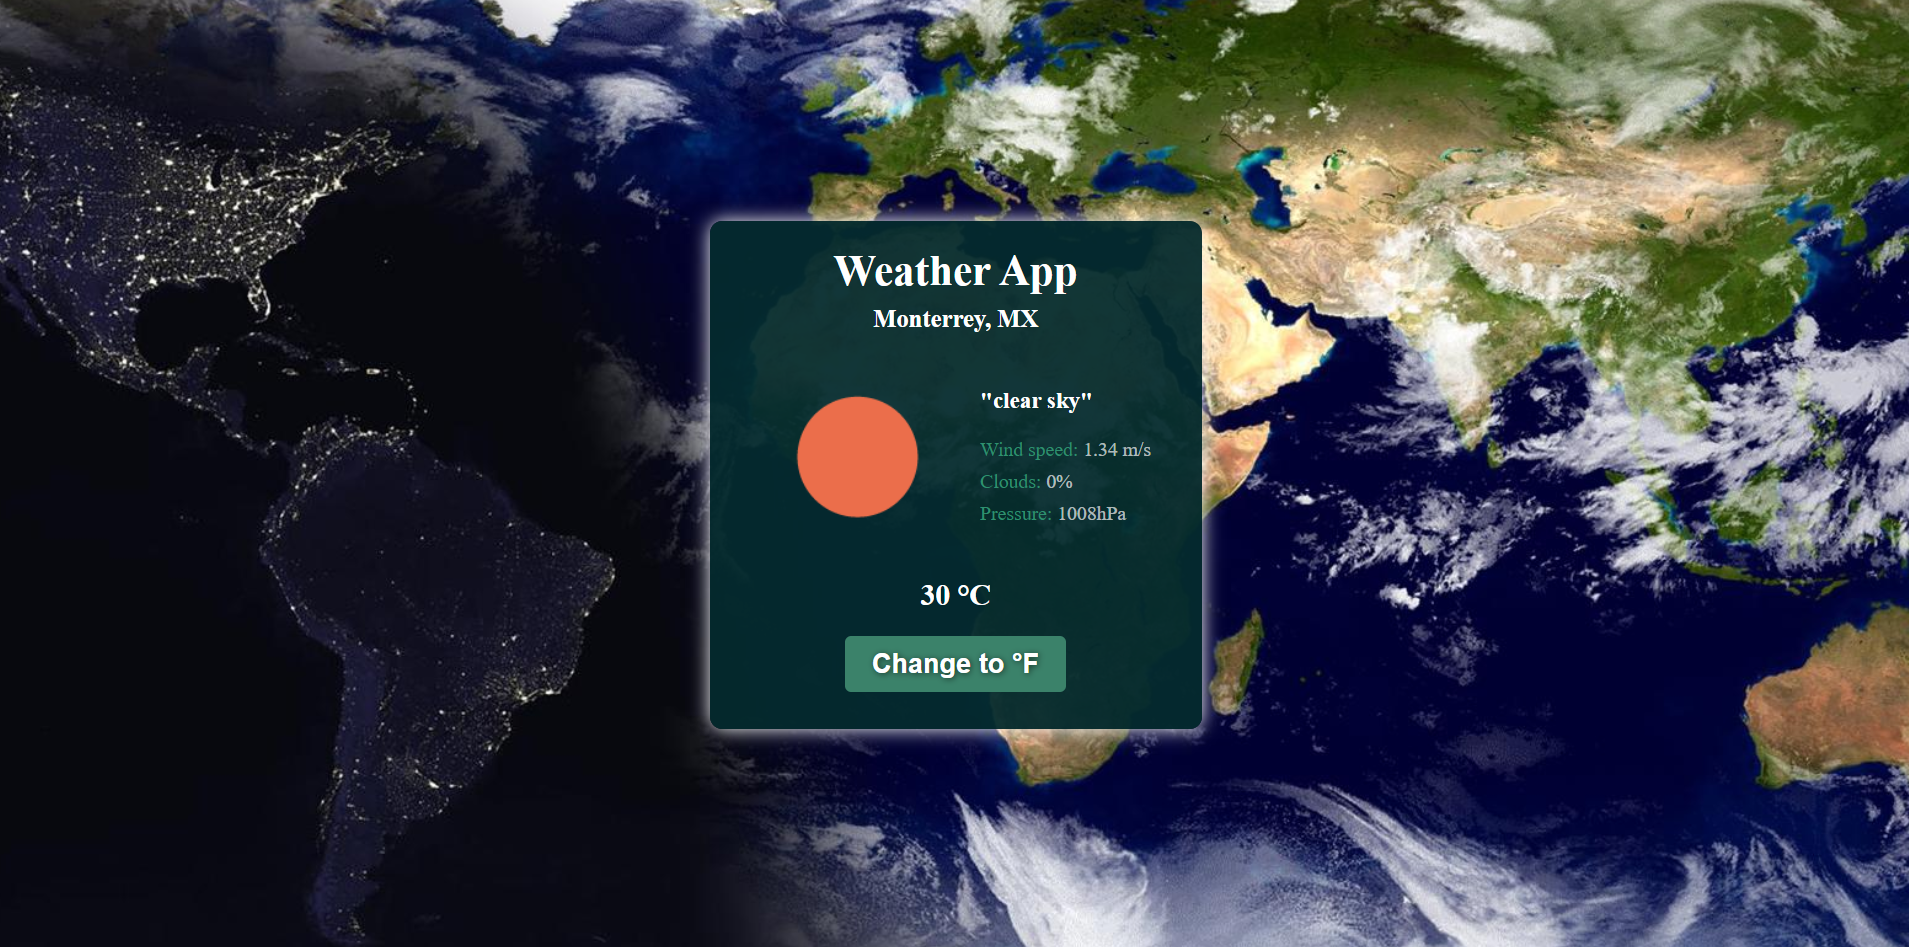 Weather App
Monterrey, MX
"clear sky"
Wind speed: 1.34 m/s
Clouds: 0%
Pressure: 1008hPa
30 °C
Change to °F